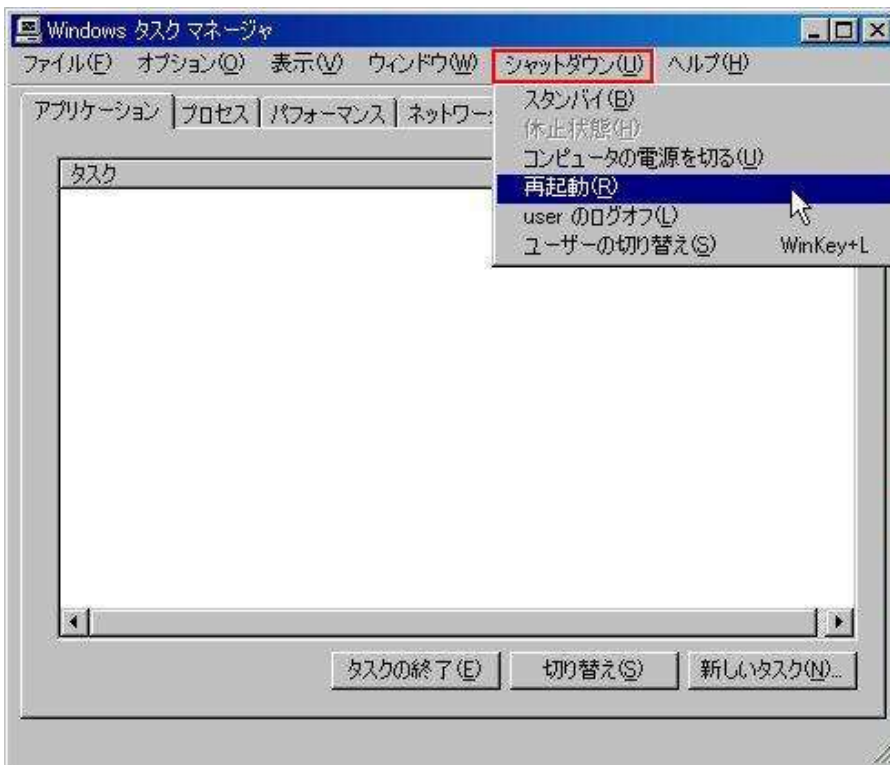 Windows タスク マネージャ
ファイル(F) オプション(O) 表示(V) ウィンドウ(W) シャットダウン(U) ヘルプ(H)
アプリケーション プロセス パフォーマンス ネットワー
スタンバイ(B)
休止状態(H)
コンピュータの電源を切る(U)
再起動(R)
user のログオフ(L)
ユーザーの切り替え(S) WinKey+L
タスク
タスクの終了(E) 切り替え(S) 新しいタスク(N)...